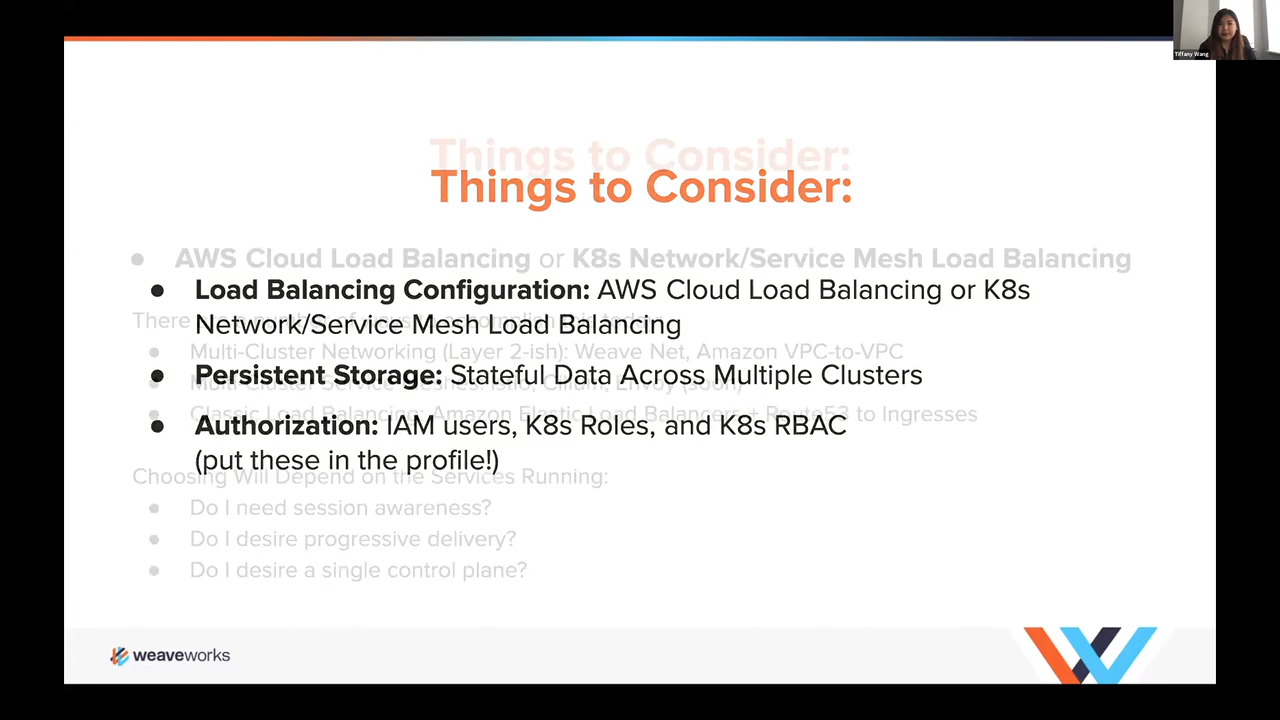 Tiffany Wang
Things to Consider:
Things to Consider:
● AWS Cloud Load Balancing or K8s Network/Service Mesh Load Balancing
● Load Balancing Configuration: AWS Cloud Load Balancing or K8s
Network/Service Mesh Load Balancing
There
● Multi-Cluster Networking (Layer 2-ish): Weave Net, Amazon VPC-to-VPC
● Persistent Storage: Stateful Data Across Multiple Clusters
● Classic Load Balancing: Amazon Elastic Load Balancers + Route53 to Ingresses
● Authorization: IAM users, K8s Roles, and K8s RBAC
(put these in the profile!)
Choosing Will Depend on the Services Running:
● Do I need session awareness?
● Do I desire progressive delivery?
● Do I desire a single control plane?
weaveworks